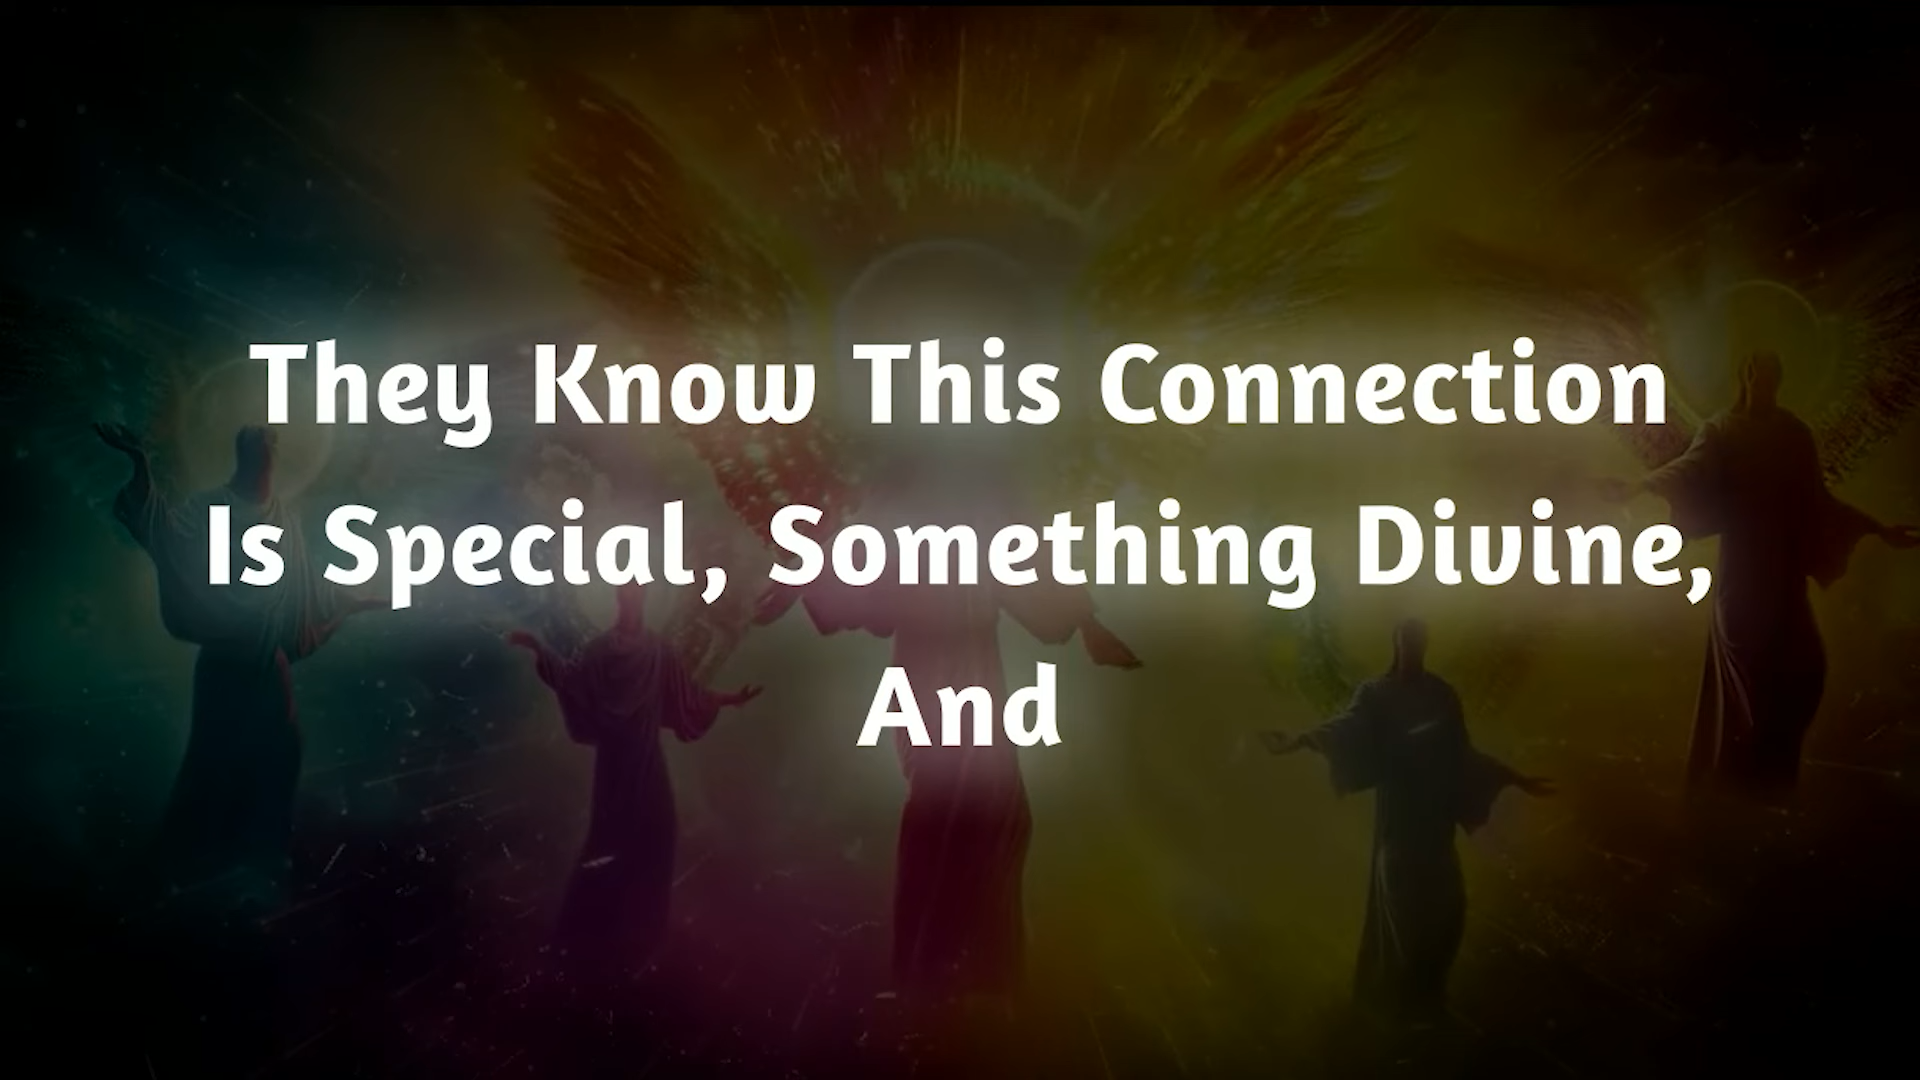 They Know This Connection
Is Special, Something Divine,
And